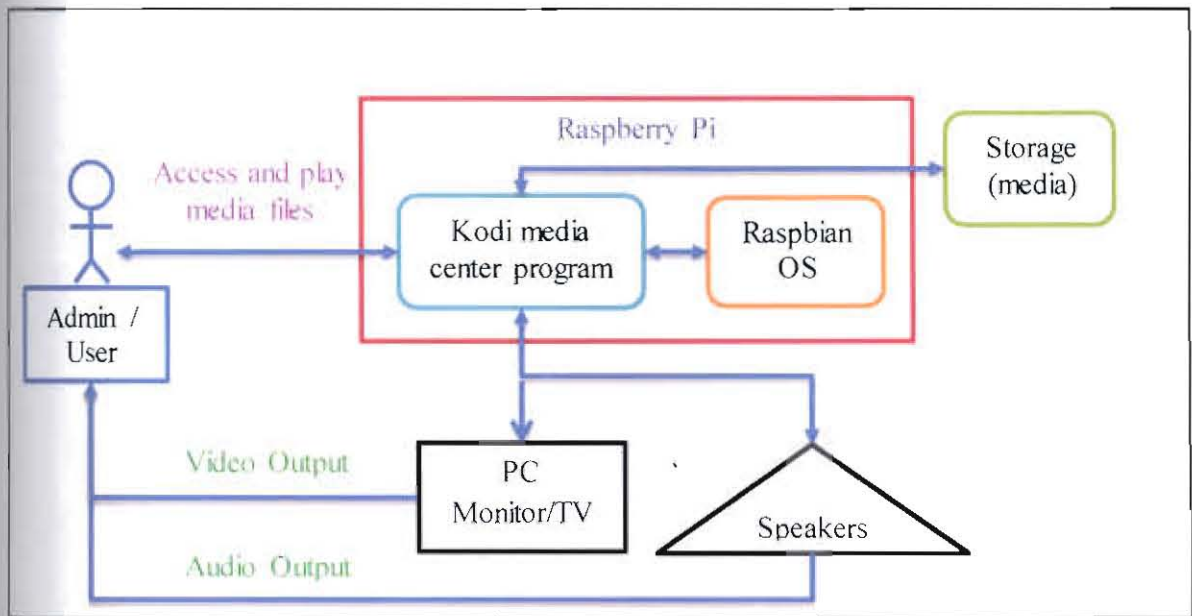 Raspberry Pi
Storage
(media)
Access and play
media files
Kodi media
center program
Raspbian
OS
Admin /
User
Video Output
PC
Monitor/TV
Speakers
Audio Output